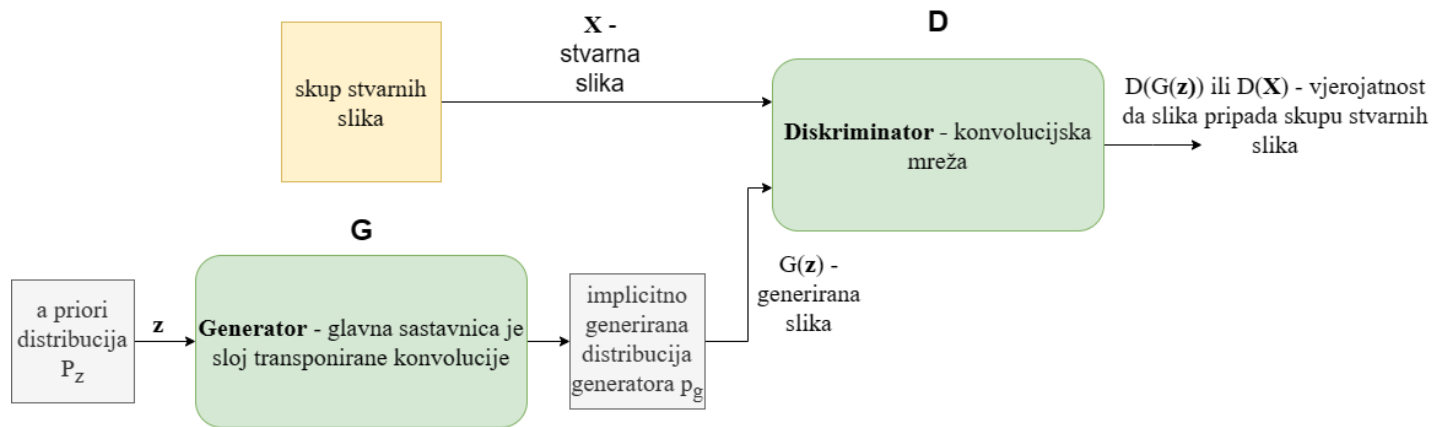 D
X -
stvarna
slika
skup stvarnih
slika
Diskriminator - konvolucijska
mreža
D(G(z)) ili D(X) - vjerojatnost
da slika pripada skupu stvarnih
slika
G
G(z) -
generirana
slika
a priori
distribucija
Pz
z
Generator - glavna sastavnica je
sloj transponirane konvolucije
implicitno
generirana
distribucija
generatora pg